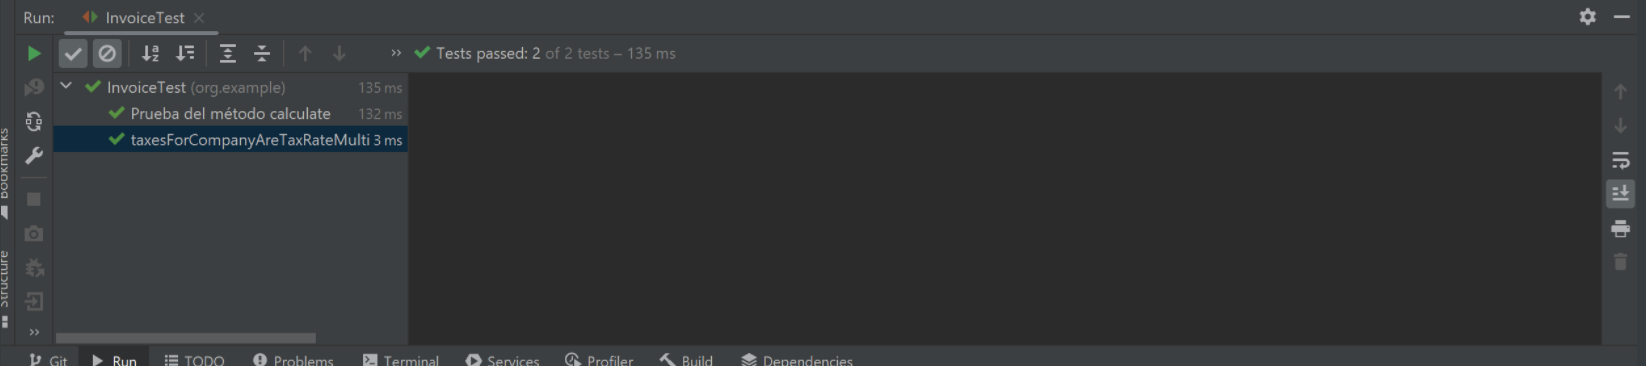 Run: InvoiceTest
Tests passed: 2 of 2 tests – 135 ms
InvoiceTest (org.example) 135 ms
Prueba del método calculate 132 ms
taxesForCompanyAreTaxRateMulti 3 ms
Bookmarks
Structure
Git Run TODO Problems Terminal Services Profiler Build Dependencies